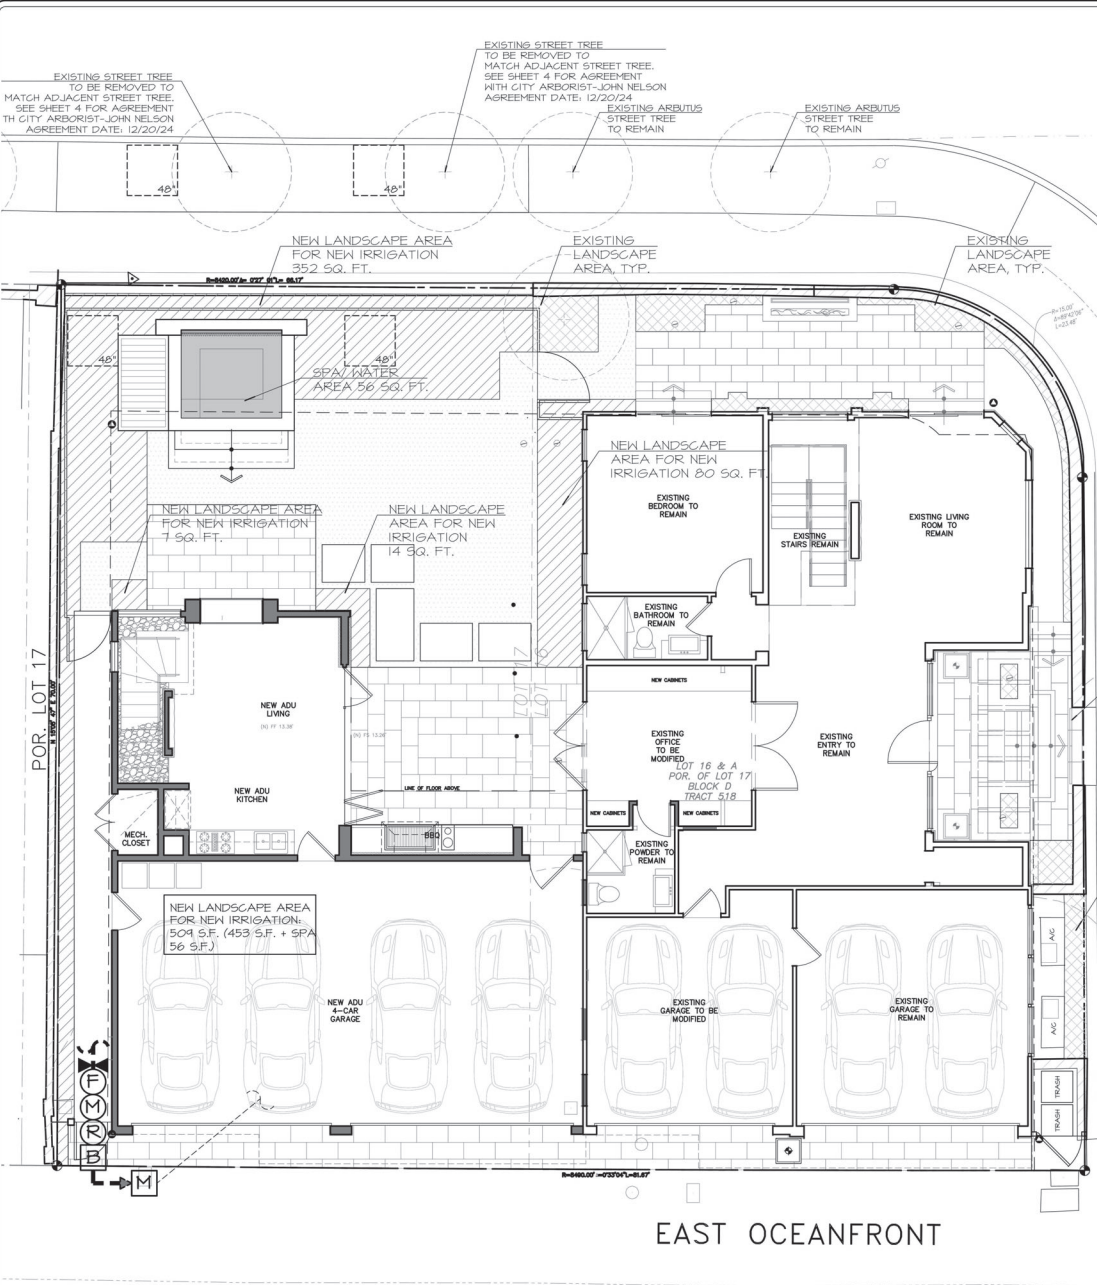 EXISTING STREET TREE
TO BE REMOVED TO
MATCH ADJACENT STREET TREE.
SEE SHEET 4 FOR AGREEMENT
TH CITY ARBORIST-JOHN NELSON
AGREEMENT DATE: 12/20/24
EXISTING STREET TREE
TO BE REMOVED TO
MATCH ADJACENT STREET TREE.
SEE SHEET 4 FOR AGREEMENT
WITH CITY ARBORIST-JOHN NELSON
AGREEMENT DATE: 12/20/24
EXISTING ARBUTUS
STREET TREE
TO REMAIN
EXISTING ARBUTUS
STREET TREE
TO REMAIN
48"
48"
NEW LANDSCAPE AREA
FOR NEW IRRIGATION
352 SQ. FT.
EXISTING
LANDSCAPE
AREA, TYP.
EXISTING
LANDSCAPE
AREA, TYP.
48"
48"
SPA/WATER
AREA 56 SQ. FT.
NEW LANDSCAPE
AREA FOR NEW
IRRIGATION 80 SQ. FT.
EXISTING
BEDROOM TO
REMAIN
EXISTING
STAIRS REMAIN
EXISTING LIVING
ROOM TO
REMAIN
NEW LANDSCAPE AREA
FOR NEW IRRIGATION
7 SQ. FT.
NEW LANDSCAPE
AREA FOR NEW
IRRIGATION
14 SQ. FT.
EXISTING
BATHROOM TO
REMAIN
POR. LOT 17
LOT 17
LOT 16
NEW CABINETS
NEW ADU
LIVING
(N) FF 13.38'
(N) FS 13.38'
EXISTING
OFFICE
TO BE
MODIFIED
EXISTING
ENTRY TO
REMAIN
LOT 16 & A
POR. OF LOT 17
BLOCK D
TRACT 518
NEW ADU
KITCHEN
LINE OF FLOOR ABOVE
NEW CABINETS
NEW CABINETS
MECH.
CLOSET
BBQ
EXISTING
POWDER TO
REMAIN
NEW LANDSCAPE AREA
FOR NEW IRRIGATION:
509 S.F. (453 S.F. + SPA
56 S.F.)
NEW ADU
4-CAR
GARAGE
EXISTING
GARAGE TO BE
MODIFIED
EXISTING
GARAGE TO
REMAIN
A/C
A/C
TRASH
TRASH
F
M
R
B
M
EAST OCEANFRONT